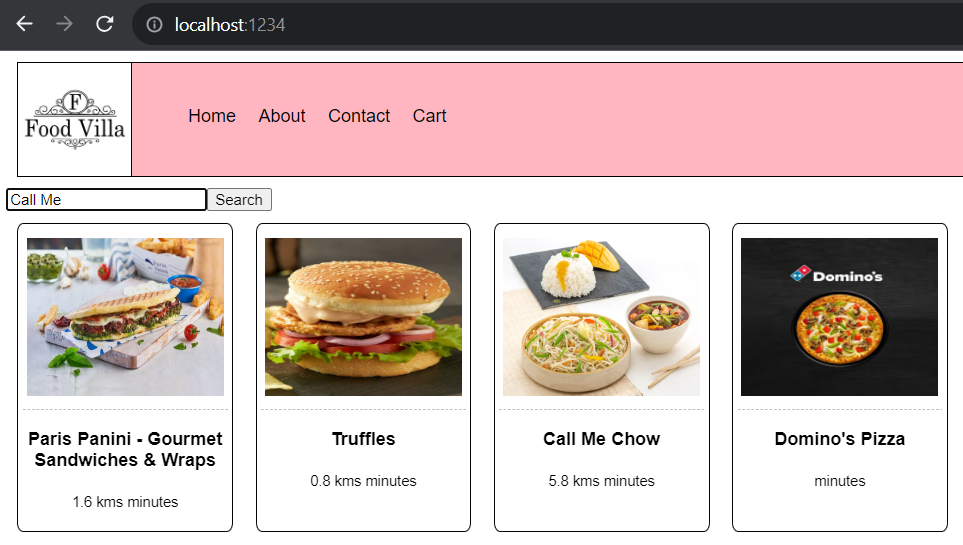 localhost:1234
F
Food Villa
Home About Contact Cart
Call Me Search
Domino's
Paris Panini - Gourmet
Sandwiches & Wraps
1.6 kms minutes
Truffles
0.8 kms minutes
Call Me Chow
5.8 kms minutes
Domino's Pizza
minutes